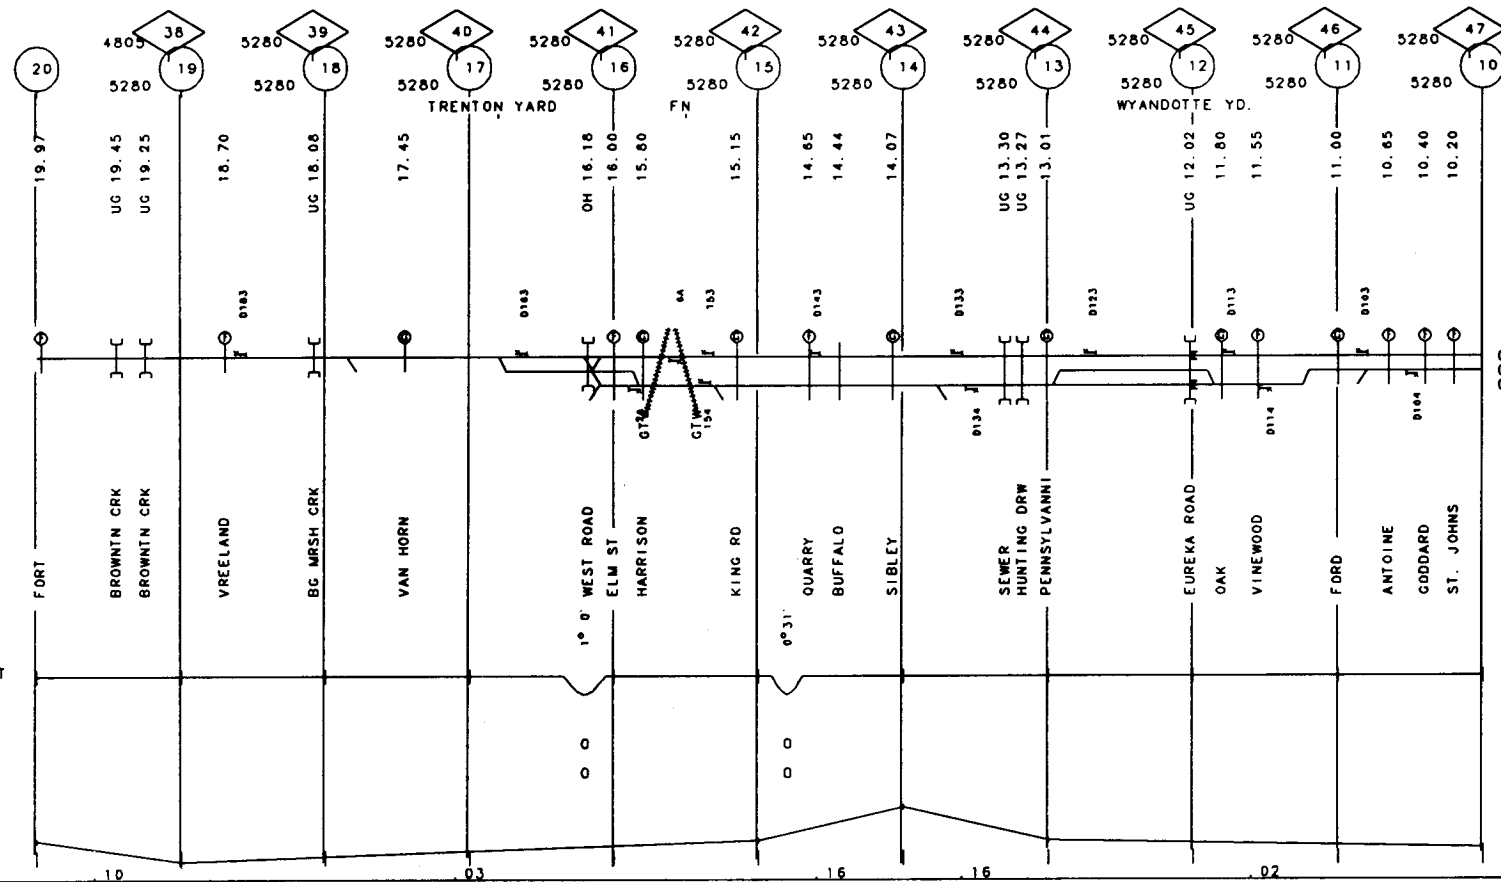 38 39 40 41 42 43 44 45 46 47
4805 5280 5280 5280 5280 5280 5280 5280 5280 5280
20 19 18 17 16 15 14 13 12 11 10
5280 5280 5280 5280 5280 5280 5280 5280 5280 5280
TRENTON YARD FN WYANDOTTE YD.
19.97
UG 19.45
UG 19.25
18.70
UG 18.08
17.45
OH 16.18
16.00
15.80
15.15
14.65
14.44
14.07
UG 13.30
UG 13.27
13.01
UG 12.02
11.80
11.55
11.00
10.65
10.40
10.20
D183
D163
6A
153
D143
D133
D123
D113
D103
GTW
GTW
154
D134
D114
D104
FORT
BROWNTN CRK
BROWNTN CRK
VREELAND
BG MRSH CRK
VAN HORN
WEST ROAD
ELM ST
HARRISON
KING RD
QUARRY
BUFFALO
SIBLEY
SEWER
HUNTING DRW
PENNSYLVANNI
EUREKA ROAD
OAK
VINEWOOD
FORD
ANTOINE
GODDARD
ST. JOHNS
1° 0'
0°31'
0 0
0 0
.10 .03 .16 .16 .02